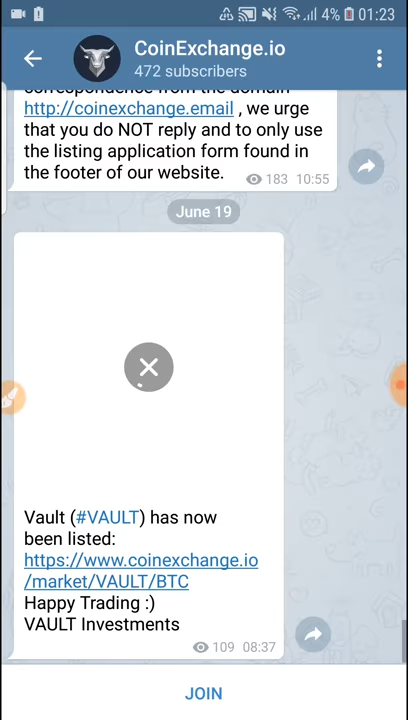 4% 01:23
CoinExchange.io
472 subscribers
correspondence from the domain
http://coinexchange.email , we urge
that you do NOT reply and to only use
the listing application form found in
the footer of our website.
183 10:55
June 19
Vault (#VAULT) has now
been listed:
https://www.coinexchange.io
/market/VAULT/BTC
Happy Trading :)
VAULT Investments
109 08:37
JOIN